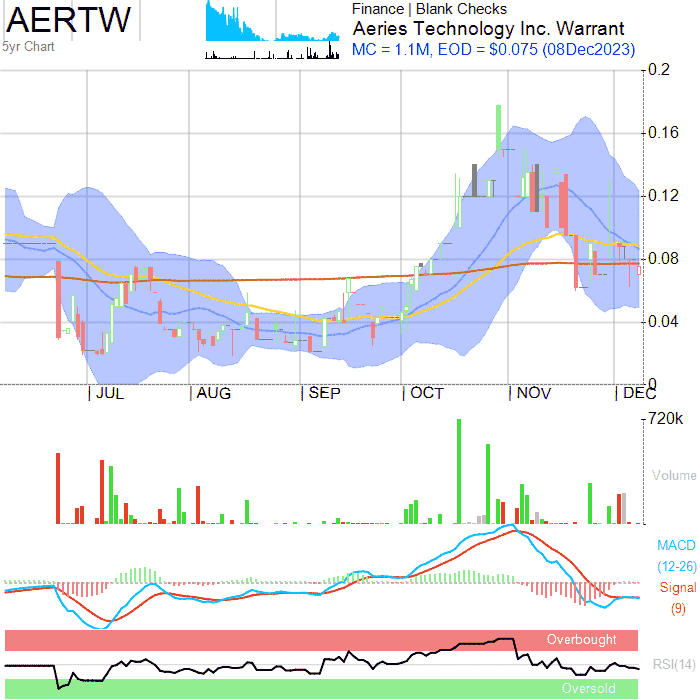 AERTW
5yr Chart
Finance | Blank Checks
Aeries Technology Inc. Warrant
MC = 1.1M, EOD = $0.075 (08Dec2023)
0.2
0.16
0.12
0.08
0.04
0
JUL AUG SEP OCT NOV DEC
720k
Volume
MACD
(12-26)
Signal
(9)
Overbought
RSI(14)
Oversold